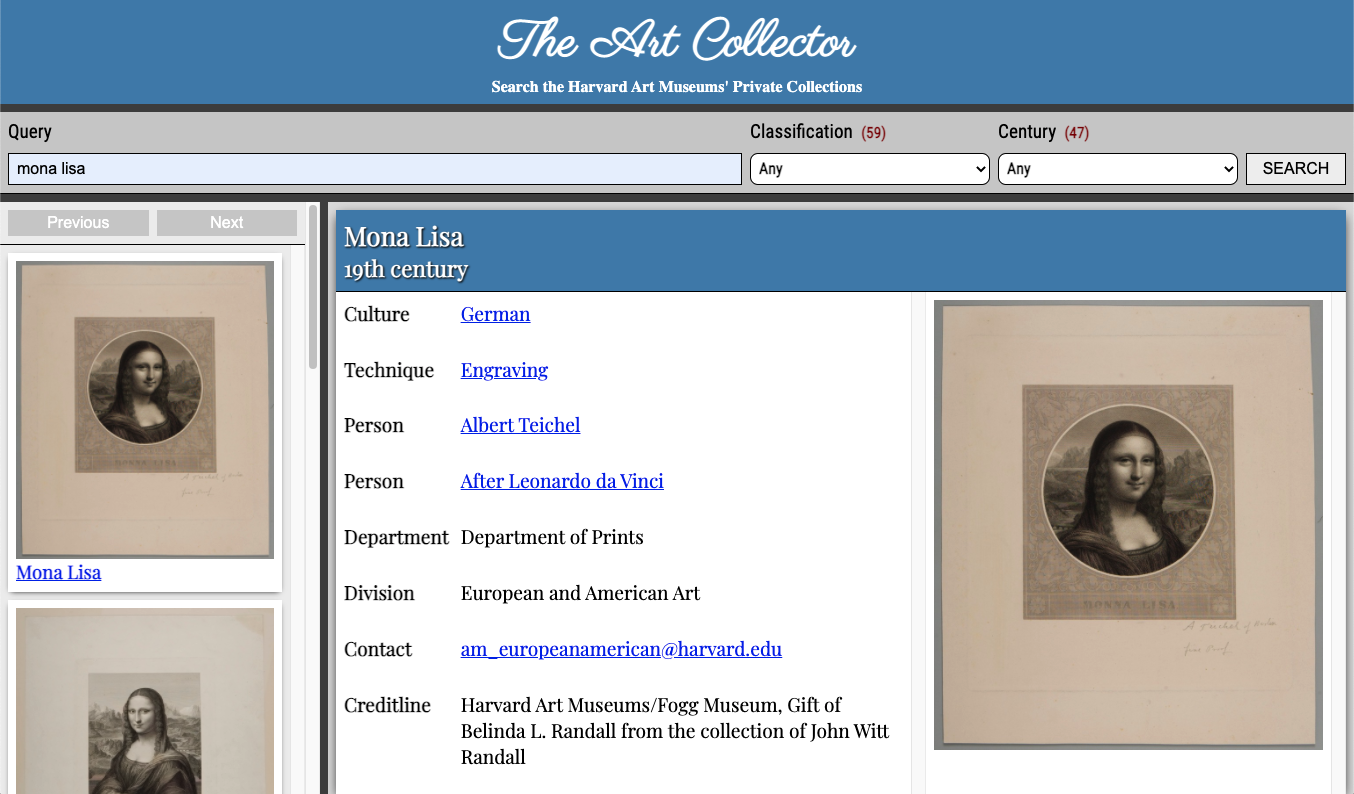 The Art Collector
Search the Harvard Art Museums' Private Collections
Query
Classification (59)
Century (47)
mona lisa
Any
Any
SEARCH
Previous
Next
Mona Lisa
Mona Lisa
19th century
Culture German
Technique Engraving
Person Albert Teichel
Person After Leonardo da Vinci
Department Department of Prints
Division European and American Art
Contact am_europeanamerican@harvard.edu
Creditline Harvard Art Museums/Fogg Museum, Gift of
Belinda L. Randall from the collection of John Witt
Randall
MONNA LISA